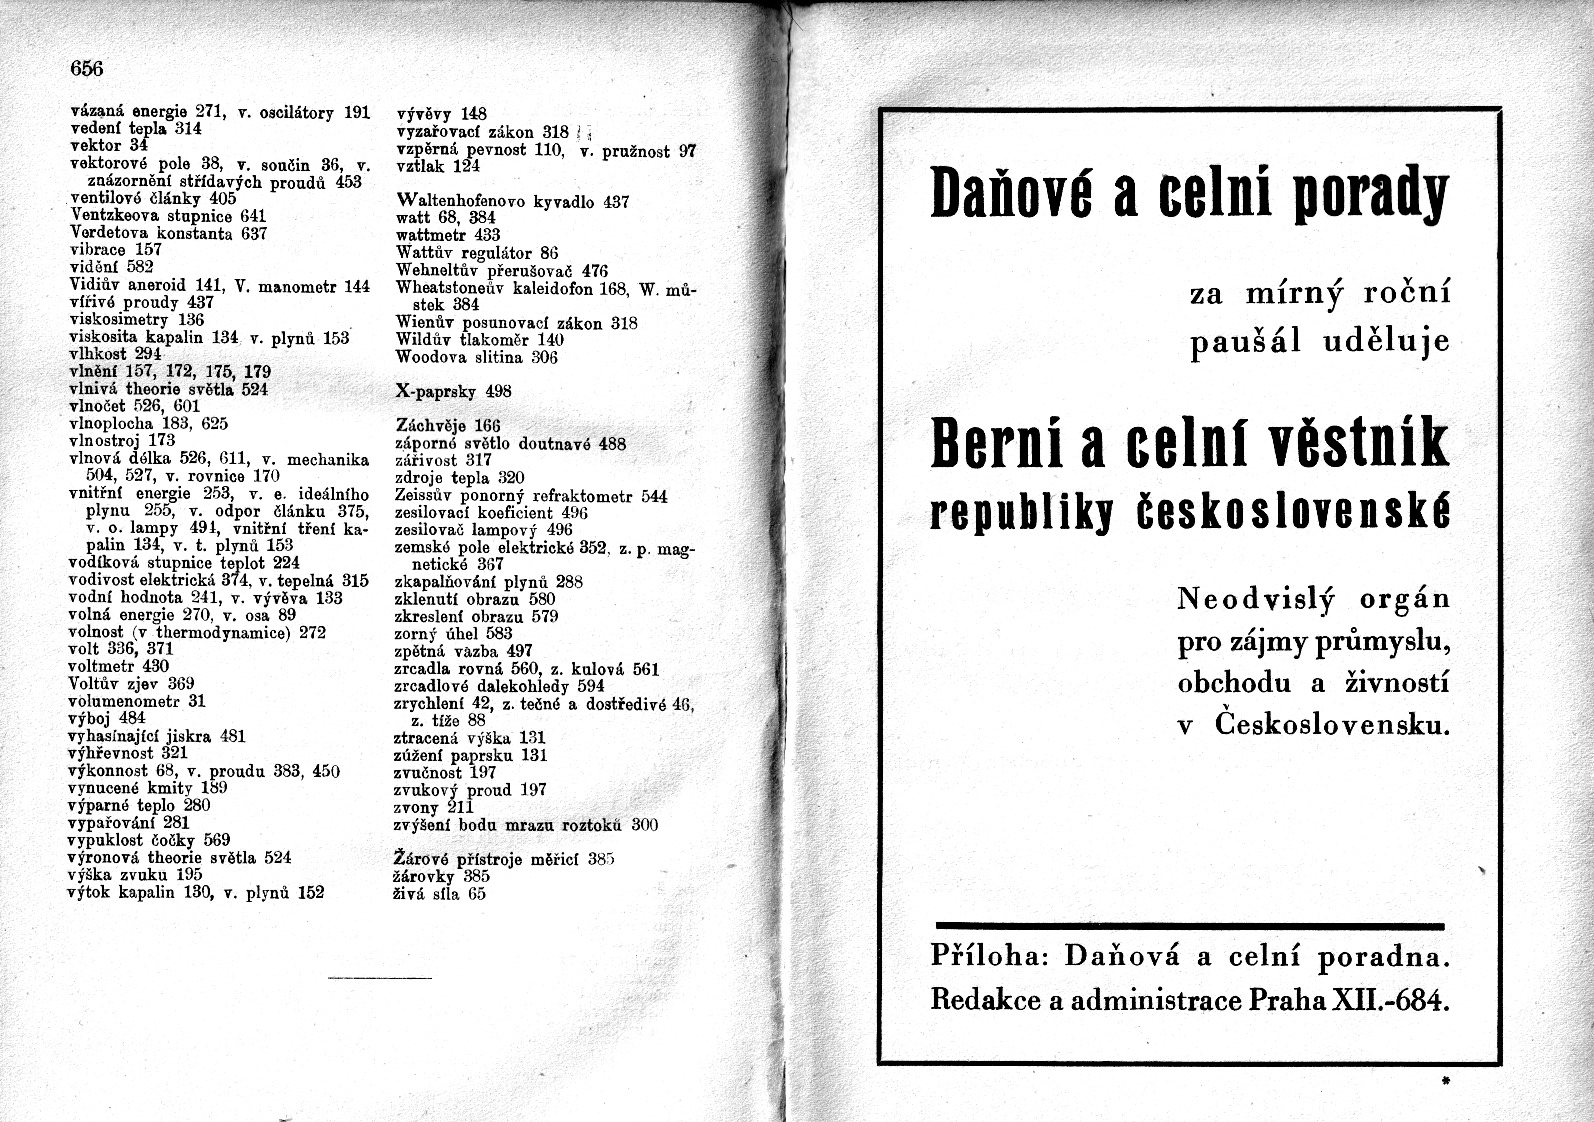 656
vázaná energie 271, v. oscilátory 191
vedení tepla 314
vektor 34
vektorové pole 38, v. součin 36, v.
znázornění střídavých proudů 453
ventilové články 405
Ventzkeova stupnice 641
Verdetova konstanta 637
vibrace 157
vidění 582
Vidiův aneroid 141, V. manometr 144
vířivé proudy 437
viskosimetry 136
viskosita kapalin 134 v. plynů 153
vlhkost 294
vlnění 157, 172, 175, 179
vlnivá theorie světla 524
vlnočet 526, 601
vlnoplocha 183, 625
vlnostroj 173
vlnová délka 526, 611, v. mechanika
504, 527, v. rovnice 170
vnitřní energie 253, v. e. ideálního
plynu 255, v. odpor článku 375,
v. o. lampy 491, vnitřní tření ka-
palin 134, v. t. plynů 153
vodíková stupnice teplot 224
vodivost elektrická 374, v. tepelná 315
vodní hodnota 241, v. vývěva 133
volná energie 270, v. osa 89
volnost (v thermodynamice) 272
volt 336, 371
voltmetr 430
Voltův zjev 369
volumenometr 31
výboj 484
vyhasínající jiskra 481
výhřevnost 321
výkonnost 68, v. proudu 383, 450
vynucené kmity 189
výparné teplo 280
vypařování 281
vypuklost čočky 569
výronová theorie světla 524
výška zvuku 195
výtok kapalin 130, v. plynů 152
vývěvy 148
vyzařovací zákon 318
vzpěrná pevnost 110, v. pružnost 97
vztlak 124
Waltenhofenovo kyvadlo 437
watt 68, 384
wattmetr 433
Wattův regulátor 86
Wehneltův přerušovač 476
Wheatstoneův kaleidofon 168, W. mů-
stek 384
Wienův posunovací zákon 318
Wildův tlakoměr 140
Woodova slitina 306
X-paprsky 498
Záchvěje 166
záporné světlo doutnavé 488
zářivost 317
zdroje tepla 320
Zeissův ponorný refraktometr 544
zesilovací koeficient 496
zesilovač lampový 496
zemské pole elektrické 352, z. p. mag-
netické 367
zkapalňování plynů 288
zklenutí obrazu 580
zkreslení obrazu 579
zorný úhel 583
zpětná vazba 497
zrcadla rovná 560, z. kulová 561
zrcadlové dalekohledy 594
zrychlení 42, z. tečné a dostředivé 46,
z. tíže 88
ztracená výška 131
zúžení paprsku 131
zvučnost 197
zvukový proud 197
zvony 211
zvýšení bodu mrazu roztoků 300
Žárové přístroje měřicí 385
žárovky 385
živá síla 65
Daňové a celní porady
za mírný roční
paušál uděluje
Berní a celní věstník
republiky československé
Neodvislý orgán
pro zájmy průmyslu,
obchodu a živností
v Československu.
Příloha: Daňová a celní poradna.
Redakce a administrace Praha XII.-684.
*